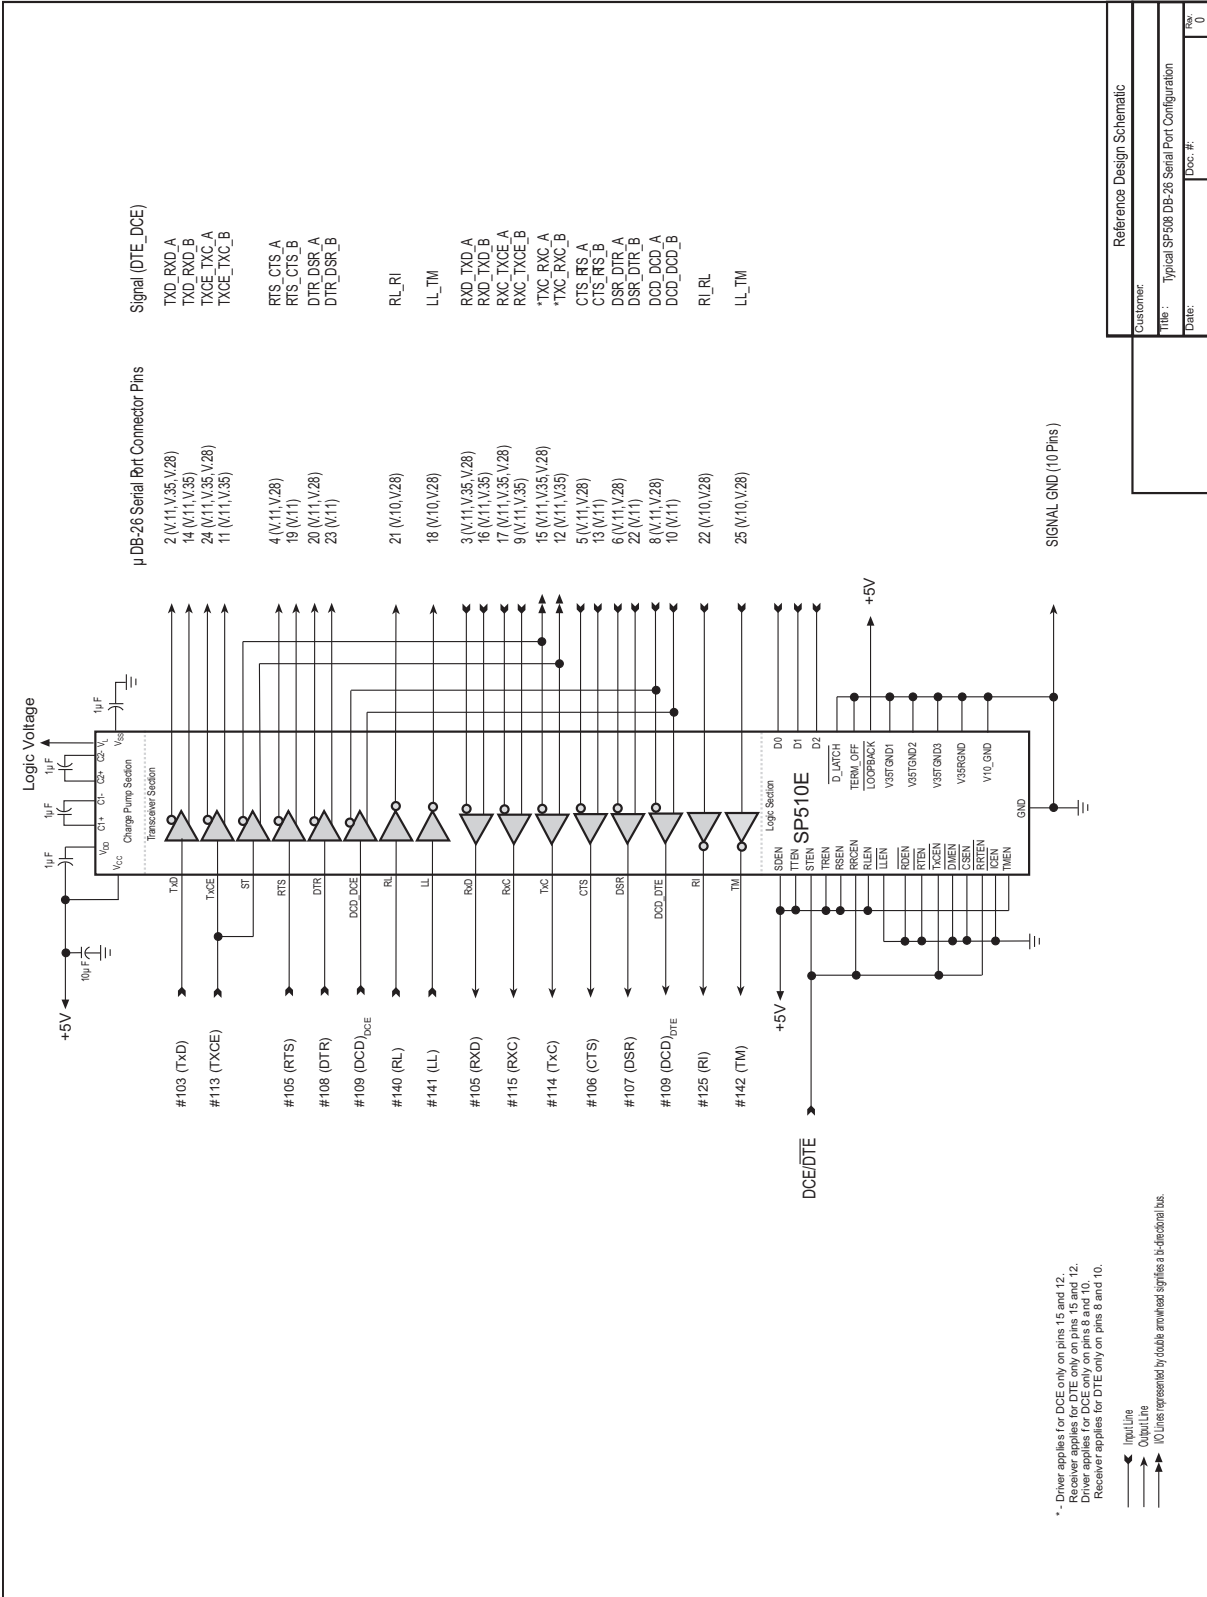 Logic Voltage
+5V
10µ F
1µ F
1µ F
1µ F
1µ F
VCC
VDD
C1+
C1-
C2+
C2-
VL
VSS
Charge Pump Section
Transceiver Section
µ DB-26 Serial Port Connector Pins
Signal (DTE_DCE)
#103 (TxD)
TxD
2 (V.11, V.35, V.28)
TXD_RXD_A
14 (V.11, V.35)
TXD_RXD_B
#113 (TXCE)
TxCE
24 (V.11, V.35, V.28)
TXCE_TXC_A
11 (V.11, V.35)
TXCE_TXC_B
ST
#105 (RTS)
RTS
4 (V.11, V.28)
RTS_CTS_A
19 (V.11)
RTS_CTS_B
#108 (DTR)
DTR
20 (V.11, V.28)
DTR_DSR_A
23 (V.11)
DTR_DSR_B
#109 (DCD)DCE
DCD_DCE
#140 (RL)
RL
21 (V.10, V.28)
RL_RI
#141 (LL)
LL
18 (V.10, V.28)
LL_TM
#105 (RXD)
RxD
3 (V.11, V.35, V.28)
RXD_TXD_A
16 (V.11, V.35)
RXD_TXD_B
#115 (RXC)
RxC
17 (V.11, V.35, V.28)
RXC_TXCE_A
9 (V.11, V.35)
RXC_TXCE_B
#114 (TxC)
TxC
15 (V.11, V.35, V.28)
*TXC_RXC_A
12 (V.11, V.35)
*TXC_RXC_B
#106 (CTS)
CTS
5 (V.11, V.28)
CTS_RTS_A
13 (V.11)
CTS_RTS_B
#107 (DSR)
DSR
6 (V.11, V.28)
DSR_DTR_A
22 (V.11)
DSR_DTR_B
#109 (DCD)DTE
DCD_DTE
8 (V.11, V.28)
DCD_DCD_A
10 (V.11)
DCD_DCD_B
#125 (RI)
RI
22 (V.10, V.28)
RI_RL
#142 (TM)
TM
25 (V.10, V.28)
LL_TM
Logic Section
SP510E
+5V
DCE/DTE
SDEN
TTEN
STEN
TREN
RSEN
RRCEN
RLEN
LLEN
RDEN
RTEN
TxCEN
DMEN
CSEN
RRTEN
ICEN
TMEN
D0
D1
D2
D_LATCH
TERM_OFF
LOOPBACK
V35TGND1
V35TGND2
V35TGND3
V35RGND
V10_GND
GND
+5V
SIGNAL GND (10 Pins)
* - Driver applies for DCE only on pins 15 and 12.
Receiver applies for DTE only on pins 15 and 12.
Driver applies for DCE only on pins 8 and 10.
Receiver applies for DTE only on pins 8 and 10.
Input Line
Output Line
I/O Lines represented by double arrowhead signifies a bi-directional bus.
Reference Design Schematic
Customer:
Title : Typical SP508 DB-26 Serial Port Configuration
Date:
Doc. #:
Rev.
0